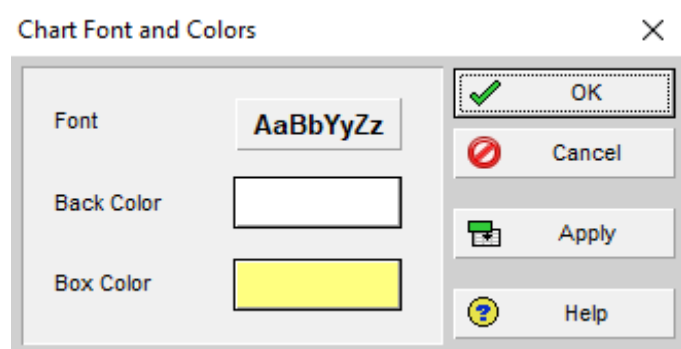 Chart Font and Colors
Font
AaBbYyZz
Back Color
Box Color
OK
Cancel
Apply
Help